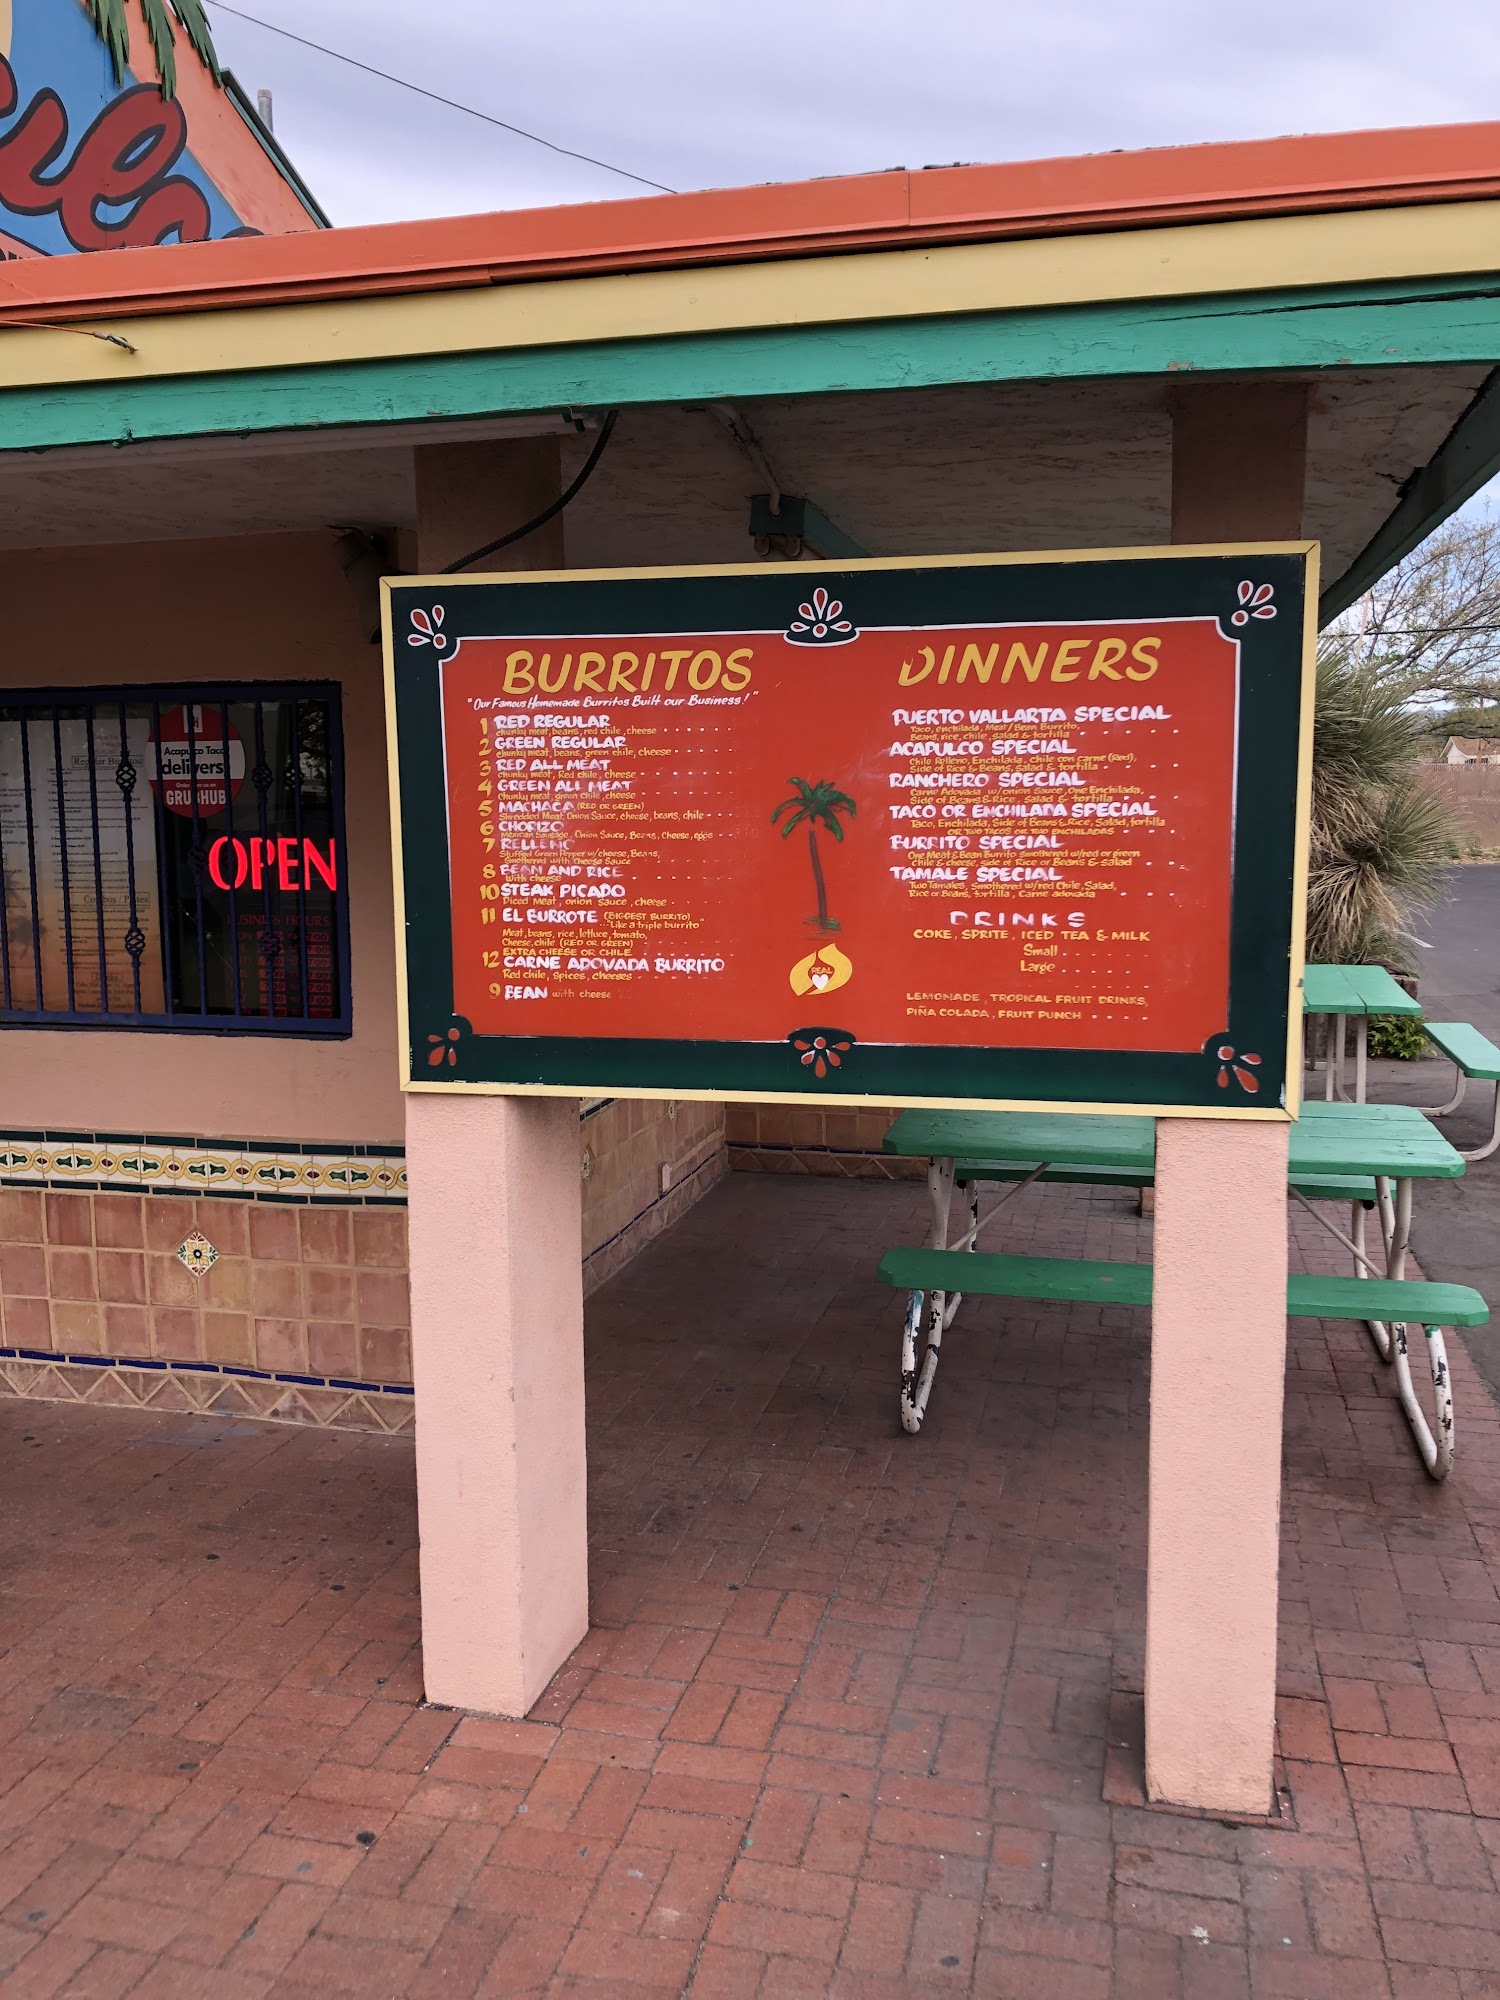 Regular Burritos
Combos / Plates
Acapulco Taco
delivers
GRUBHUB
OPEN
BURRITOS
"Our Famous Homemade Burritos Built our Business!"
1 RED REGULAR
chunky meat, beans, red chile, cheese
2 GREEN REGULAR
chunky meat, beans, green chile, cheese
3 RED ALL MEAT
chunky meat, Red chile, cheese
4 GREEN ALL MEAT
chunky meat, green chile, cheese
5 MACHACA (RED OR GREEN)
Shredded Meat, Onion Sauce, cheese, beans, chile
6 CHORIZO
Mexican Sausage, Onion Sauce, Beans, Cheese, eggs
7 RELLENO
Stuffed Green Pepper w/cheese, Beans,
Smothered with Cheese Sauce
8 BEAN AND RICE
with cheese
10 STEAK PICADO
Diced Meat, onion sauce, cheese
11 EL BURROTE (BIGGEST BURRITO)
"Like a triple burrito"
Meat, beans, rice, lettuce, tomato,
Cheese, chile (RED OR GREEN)
EXTRA CHEESE OR CHILE
12 CARNE ADOVADA BURRITO
Red chile, spices, cheeses
9 BEAN with cheese
REAL
DINNERS
PUERTO VALLARTA SPECIAL
Taco, enchilada, Meat/Bean Burrito,
Beans, rice, chile, salad & tortilla
ACAPULCO SPECIAL
Chile Relleno, Enchilada, chile con carne (Red),
Side of Rice & Beans, Salad & tortilla
RANCHERO SPECIAL
Carne Adovada w/onion Sauce, One Enchilada,
Side of Beans & Rice, Salad & tortilla
TACO OR ENCHILADA SPECIAL
Taco, Enchilada, Side of Beans & Rice, Salad, tortilla
OR TWO TACOS OR TWO ENCHILADAS
BURRITO SPECIAL
One Meat & Bean Burrito smothered w/red or green
chile & cheese, side of Rice or Beans & salad
TAMALE SPECIAL
Two Tamales, Smothered w/red Chile, Salad,
Rice or Beans, tortilla, Carne adovada
DRINKS
COKE, SPRITE, ICED TEA & MILK
Small
Large
LEMONADE, TROPICAL FRUIT DRINKS,
PIÑA COLADA, FRUIT PUNCH